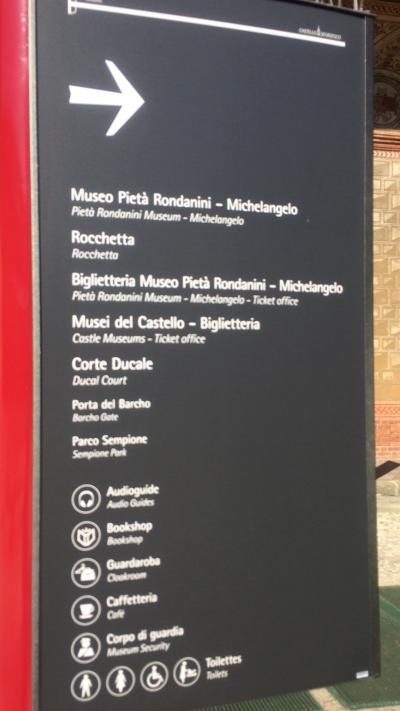 CASTELLO SFORZESCO
Museo Pietà Rondanini - Michelangelo
Pietà Rondanini Museum - Michelangelo
Rocchetta
Rocchetta
Biglietteria Museo Pietà Rondanini - Michelangelo
Pietà Rondanini Museum - Michelangelo - Ticket office
Musei del Castello - Biglietteria
Castle Museums - Ticket office
Corte Ducale
Ducal Court
Porta del Barcho
Barcho Gate
Parco Sempione
Sempione Park
Audioguide
Audio Guides
Bookshop
Bookshop
Guardaroba
Cloakroom
Caffetteria
Café
Corpo di guardia
Museum Security
Toilettes
Toilets